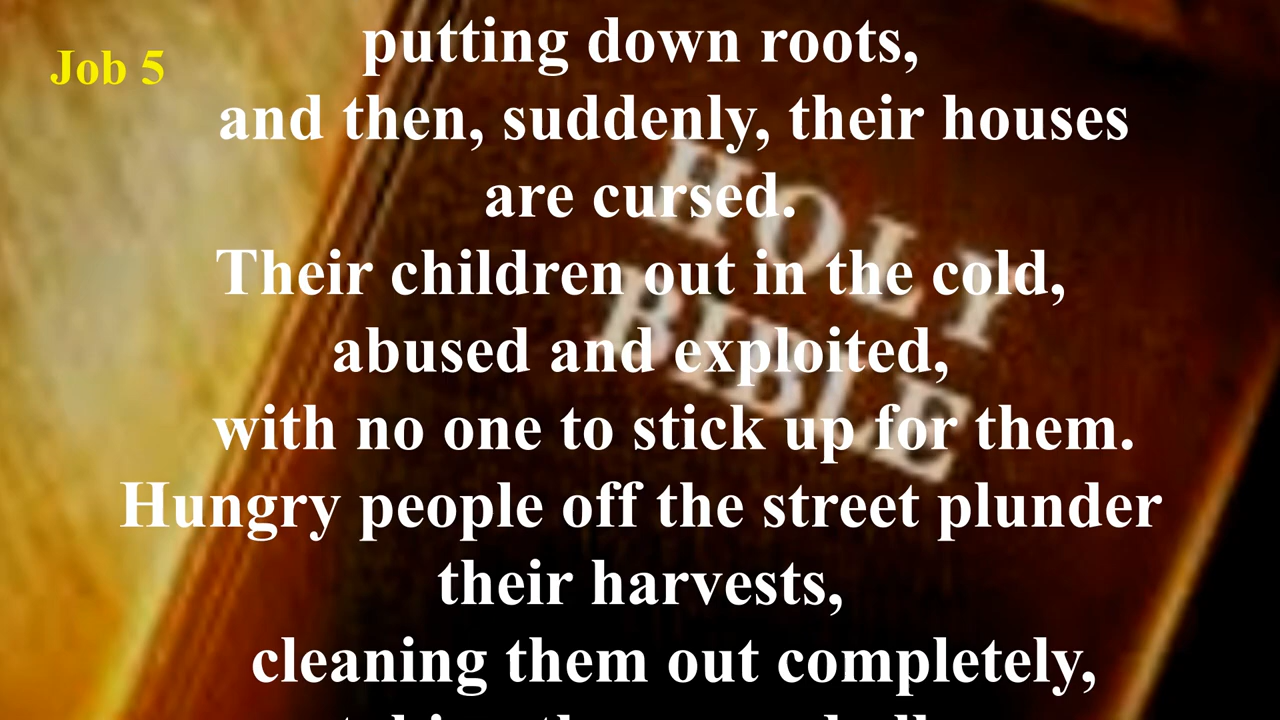 Job 5
putting down roots,
and then, suddenly, their houses
are cursed.
Their children out in the cold,
abused and exploited,
with no one to stick up for them.
Hungry people off the street plunder
their harvests,
cleaning them out completely,
HOLY
BIBLE